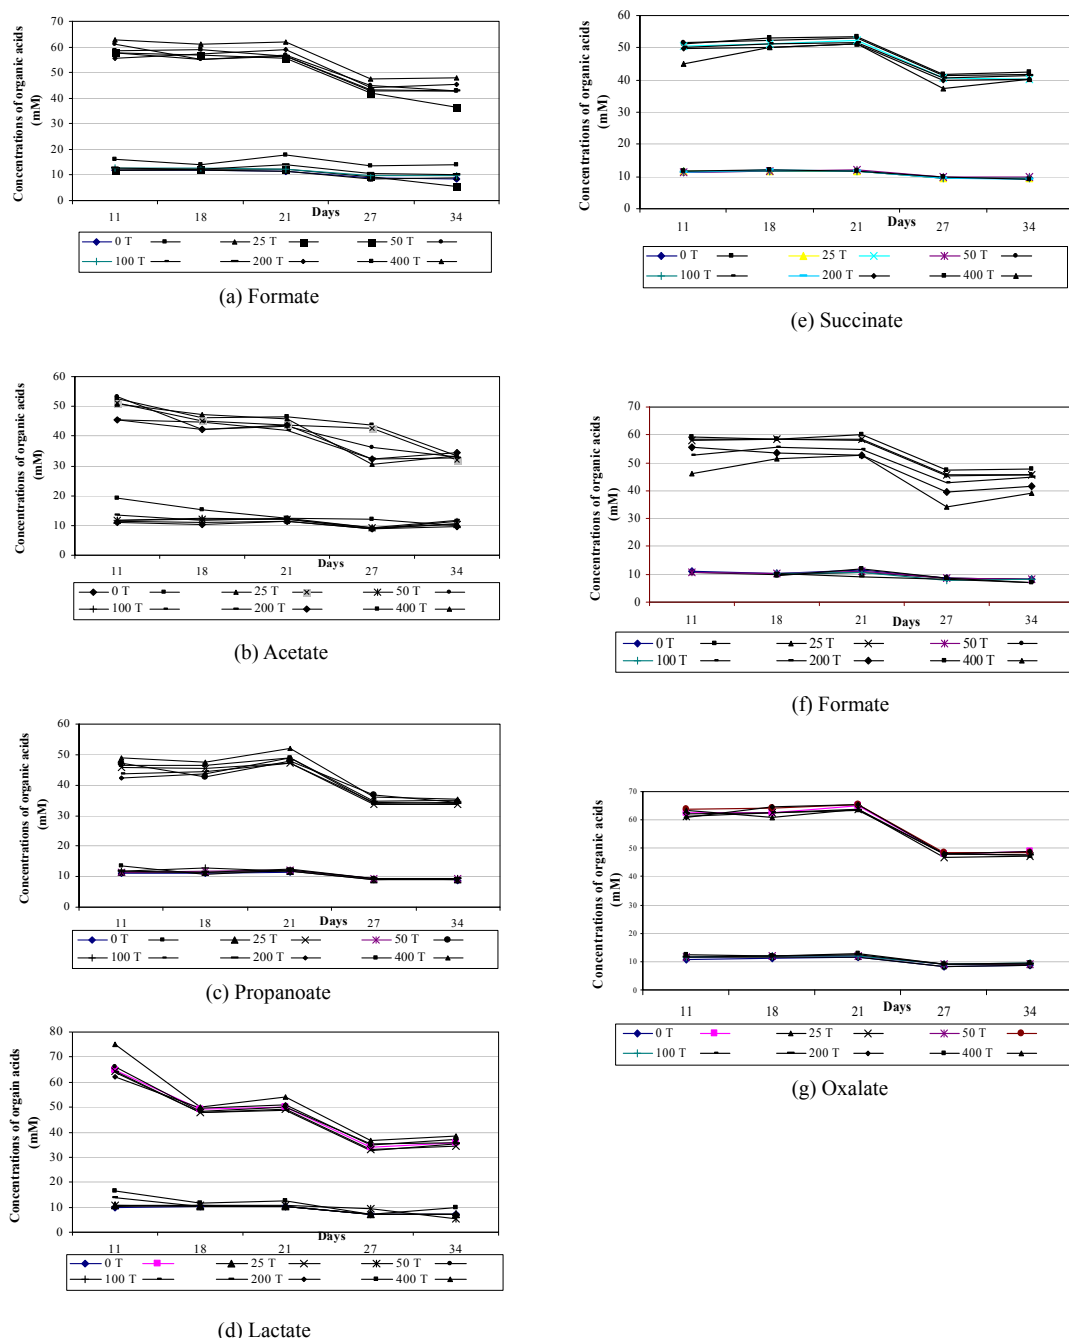 Concentrations of organic acids
(mM)
70
60
50
40
30
20
10
0
11 18 21 27 34
Days
0 T 25 T 50 T
100 T 200 T 400 T
(a) Formate
Concentrations of organic acids
(mM)
60
50
40
30
20
10
0
11 18 21 27 34
Days
0 T 25 T 50 T
100 T 200 T 400 T
(b) Acetate
Concentrations of organic acids
(mM)
60
50
40
30
20
10
0
11 18 21 27 34
Days
0 T 25 T 50 T
100 T 200 T 400 T
(c) Propanoate
Concentrations of orgain acids
(mM)
80
70
60
50
40
30
20
10
0
11 18 21 27 34
Days
0 T 25 T 50 T
100 T 200 T 400 T
(d) Lactate
Concentrations of organic acids
(mM)
60
50
40
30
20
10
0
11 18 21 27 34
Days
0 T 25 T 50 T
100 T 200 T 400 T
(e) Succinate
Concentrations of organic acids
(mM)
70
60
50
40
30
20
10
0
11 18 21 27 34
Days
0 T 25 T 50 T
100 T 200 T 400 T
(f) Formate
Concentrations of organic acids
(mM)
70
60
50
40
30
20
10
0
11 18 21 27 34
Days
0 T 25 T 50 T
100 T 200 T 400 T
(g) Oxalate